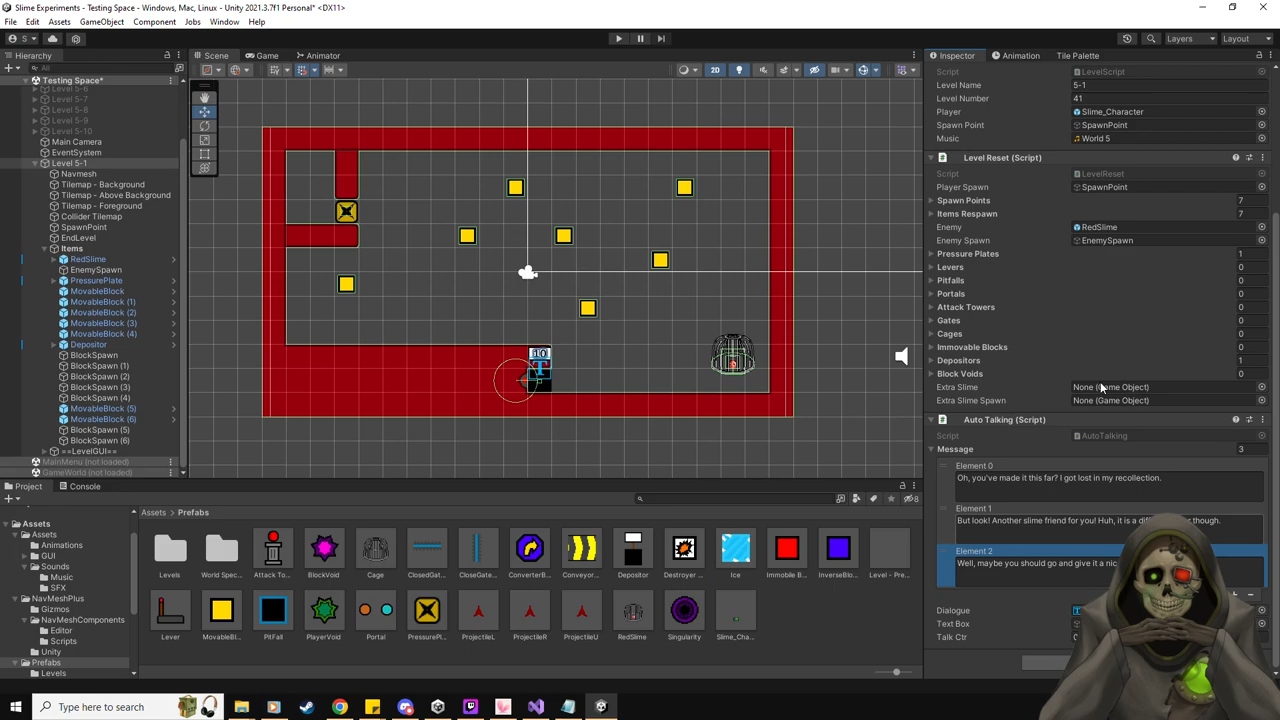 Slime Experiments - Testing Space - Windows, Mac, Linux - Unity 2021.3.7f1 Personal* <DX11>
File Edit Assets GameObject Component Jobs Window Help
S Layers Layout
Hierarchy Scene Game Animator Inspector Animation Tile Palette
All
2D
Testing Space*
Level 5-6
Level 5-7
Level 5-8
Level 5-9
Level 5-10
Main Camera
EventSystem
Level 5-1
Navmesh
Tilemap - Background
Tilemap - Above Background
Tilemap - Foreground
Collider Tilemap
SpawnPoint
EndLevel
Items
RedSlime
EnemySpawn
PressurePlate
MovableBlock
MovableBlock (1)
MovableBlock (2)
MovableBlock (3)
MovableBlock (4)
Depositor
BlockSpawn
BlockSpawn (1)
BlockSpawn (2)
BlockSpawn (3)
BlockSpawn (4)
MovableBlock (5)
MovableBlock (6)
BlockSpawn (5)
BlockSpawn (6)
==LevelGUI==
MainMenu (not loaded)
GameWorld (not loaded)
10
T
Script LevelScript
Level Name 5-1
Level Number 41
Player Slime_Character
Spawn Point SpawnPoint
Music World 5
Level Reset (Script)
Script LevelReset
Player Spawn SpawnPoint
Spawn Points 7
Items Respawn 7
Enemy RedSlime
Enemy Spawn EnemySpawn
Pressure Plates 1
Levers 0
Pitfalls 0
Portals 0
Attack Towers 0
Gates 0
Cages 0
Immovable Blocks 0
Depositors 1
Block Voids 0
Extra Slime None (Game Object)
Extra Slime Spawn None (Game Object)
Auto Talking (Script)
Script AutoTalking
Message 3
Element 0
Oh, you've made it this far? I got lost in my recollection.
Element 1
But look! Another slime friend for you! Huh, it is a though.
Element 2
Well, maybe you should go and give it a
Dialogue
Text Box
Talk Ctr
Project Console
8
Assets
Assets
Animations
GUI
Sounds
Music
SFX
NavMeshPlus
Gizmos
NavMeshComponents
Editor
Scripts
Unity
Prefabs
Levels
Assets > Prefabs
Levels World Spec... Attack To... BlockVoid Cage ClosedGat... CloseGate... ConverterB... Conveyor... Depositor Destroyer ... Ice Immobile B... InverseBlo... Level - Pre...
Lever MovableBl... PitFall PlayerVoid Portal PressurePl... ProjectileL ProjectileR ProjectileU RedSlime Singularity Slime_Cha...
Type here to search